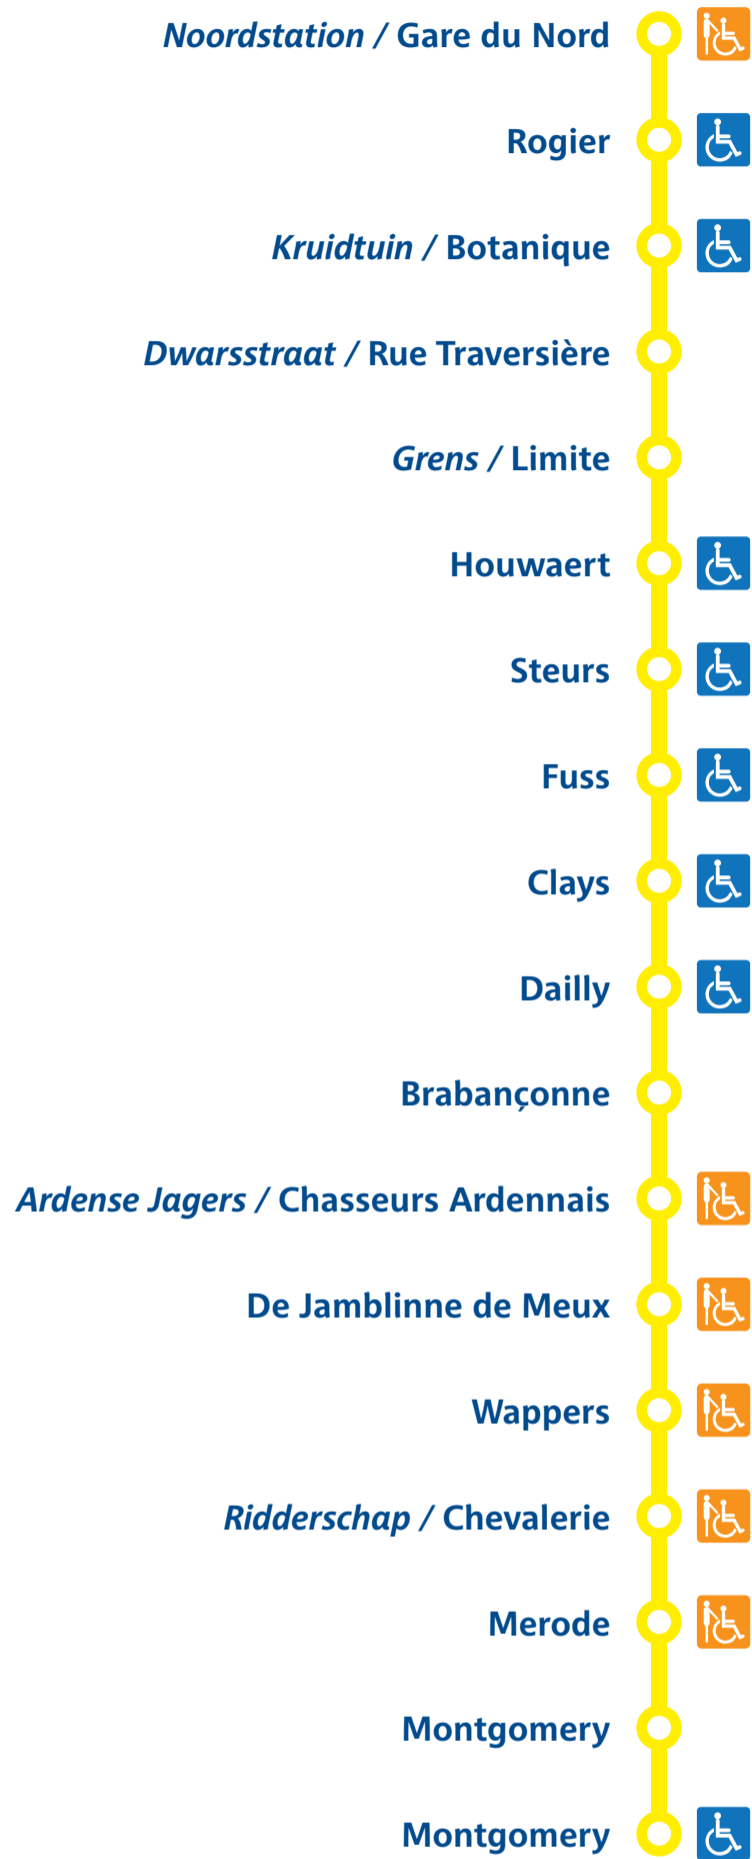 Noordstation / Gare du Nord
Rogier
Kruidtuin / Botanique
Dwarsstraat / Rue Traversière
Grens / Limite
Houwaert
Steurs
Fuss
Clays
Dailly
Brabançonne
Ardense Jagers / Chasseurs Ardennais
De Jamblinne de Meux
Wappers
Ridderschap / Chevalerie
Merode
Montgomery
Montgomery